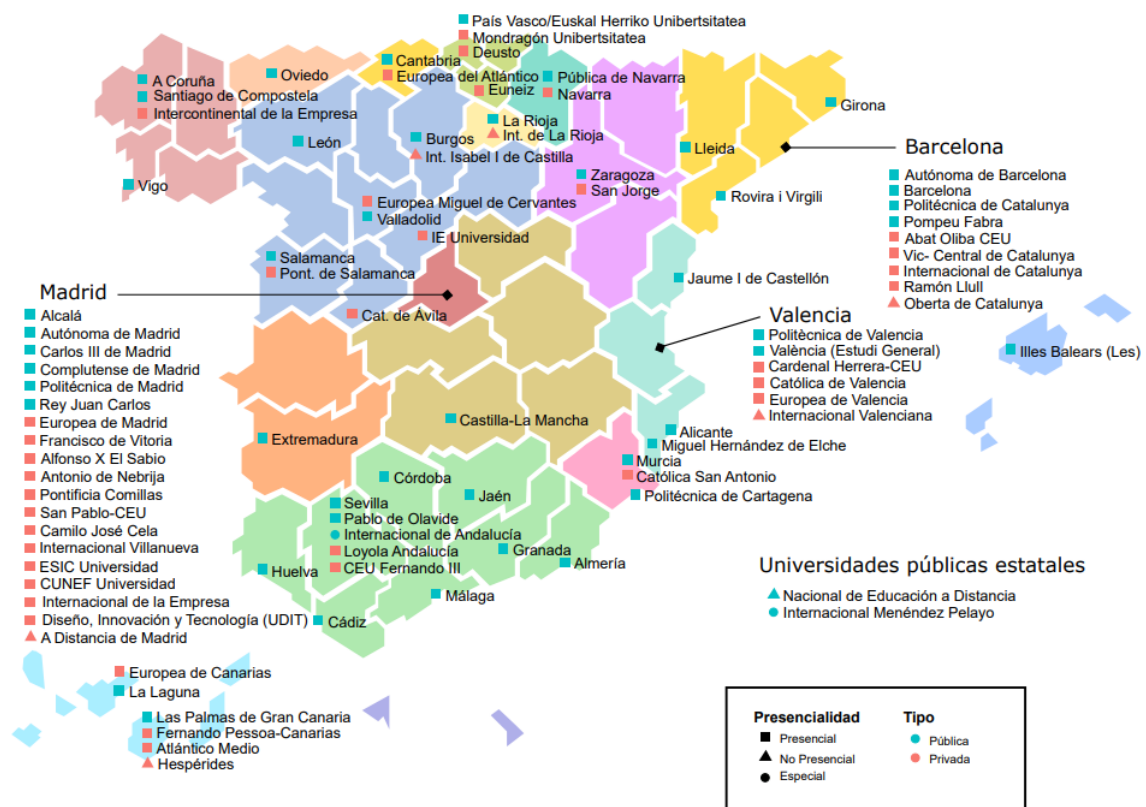 País Vasco/Euskal Herriko Unibertsitatea
Mondragón Unibertsitatea
Deusto
Cantabria
Europea del Atlántico
Euneiz
Pública de Navarra
Navarra
A Coruña
Santiago de Compostela
Intercontinental de la Empresa
Vigo
Oviedo
León
Burgos
Int. Isabel I de Castilla
La Rioja
Int. de La Rioja
Europea Miguel de Cervantes
Valladolid
IE Universidad
Salamanca
Pont. de Salamanca
Cat. de Ávila
Zaragoza
San Jorge
Lleida
Girona
Rovira i Virgili
Barcelona
Autónoma de Barcelona
Barcelona
Politécnica de Catalunya
Pompeu Fabra
Abat Oliba CEU
Vic- Central de Catalunya
Internacional de Catalunya
Ramón Llull
Oberta de Catalunya
Jaume I de Castellón
Madrid
Alcalá
Autónoma de Madrid
Carlos III de Madrid
Complutense de Madrid
Politécnica de Madrid
Rey Juan Carlos
Europea de Madrid
Francisco de Vitoria
Alfonso X El Sabio
Antonio de Nebrija
Pontificia Comillas
San Pablo-CEU
Camilo José Cela
Internacional Villanueva
ESIC Universidad
CUNEF Universidad
Internacional de la Empresa
Diseño, Innovación y Tecnología (UDIT)
A Distancia de Madrid
Valencia
Politècnica de Valencia
València (Estudi General)
Cardenal Herrera-CEU
Católica de Valencia
Europea de Valencia
Internacional Valenciana
Illes Balears (Les)
Extremadura
Castilla-La Mancha
Alicante
Miguel Hernández de Elche
Murcia
Católica San Antonio
Politécnica de Cartagena
Córdoba
Jaén
Sevilla
Pablo de Olavide
Internacional de Andalucía
Loyola Andalucía
CEU Fernando III
Granada
Almería
Huelva
Málaga
Cádiz
Universidades públicas estatales
Nacional de Educación a Distancia
Internacional Menéndez Pelayo
Europea de Canarias
La Laguna
Las Palmas de Gran Canaria
Fernando Pessoa-Canarias
Atlántico Medio
Hespérides
Presencialidad
Presencial
No Presencial
Especial
Tipo
Pública
Privada